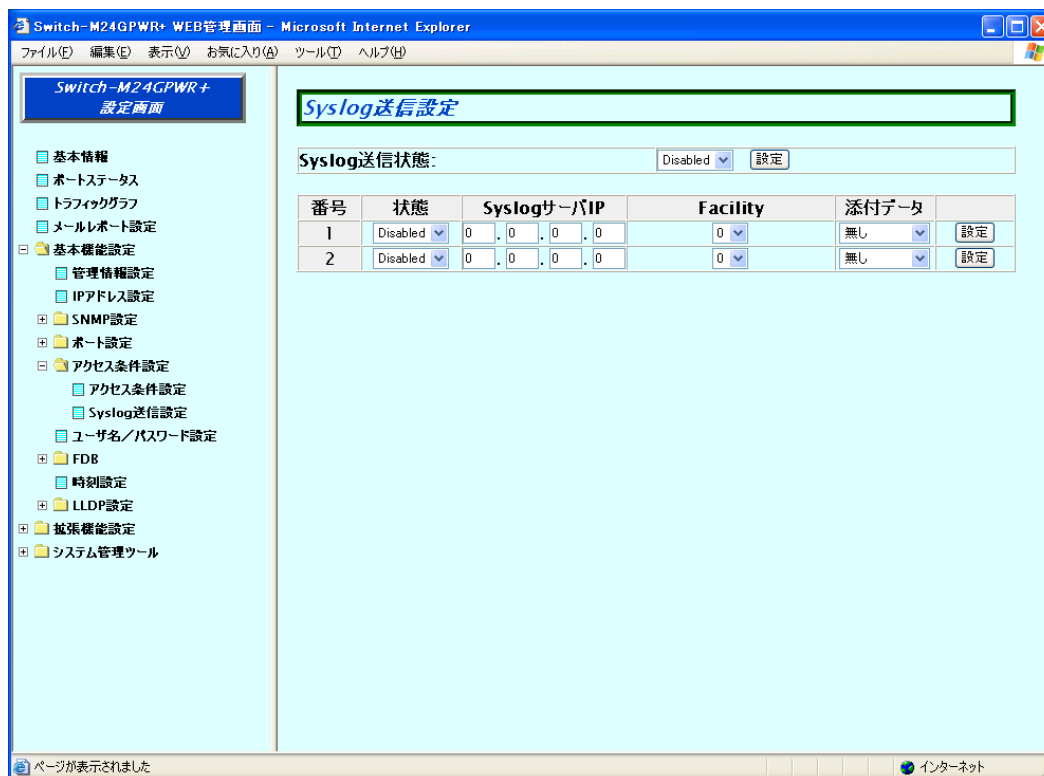 Switch-M24GPWR+ WEB管理画面 - Microsoft Internet Explorer
ファイル(F) 編集(E) 表示(V) お気に入り(A) ツール(T) ヘルプ(H)
Switch-M24GPWR+
設定画面
基本情報
ポートステータス
トラフィックグラフ
メールレポート設定
基本機能設定
管理情報設定
IPアドレス設定
SNMP設定
ポート設定
アクセス条件設定
アクセス条件設定
Syslog送信設定
ユーザ名/パスワード設定
FDB
時刻設定
LLDP設定
拡張機能設定
システム管理ツール
Syslog送信設定
Syslog送信状態: Disabled 設定
番号 状態 SyslogサーバIP Facility 添付データ
1 Disabled 0 . 0 . 0 . 0 0 無し 設定
2 Disabled 0 . 0 . 0 . 0 0 無し 設定
ページが表示されました インターネット